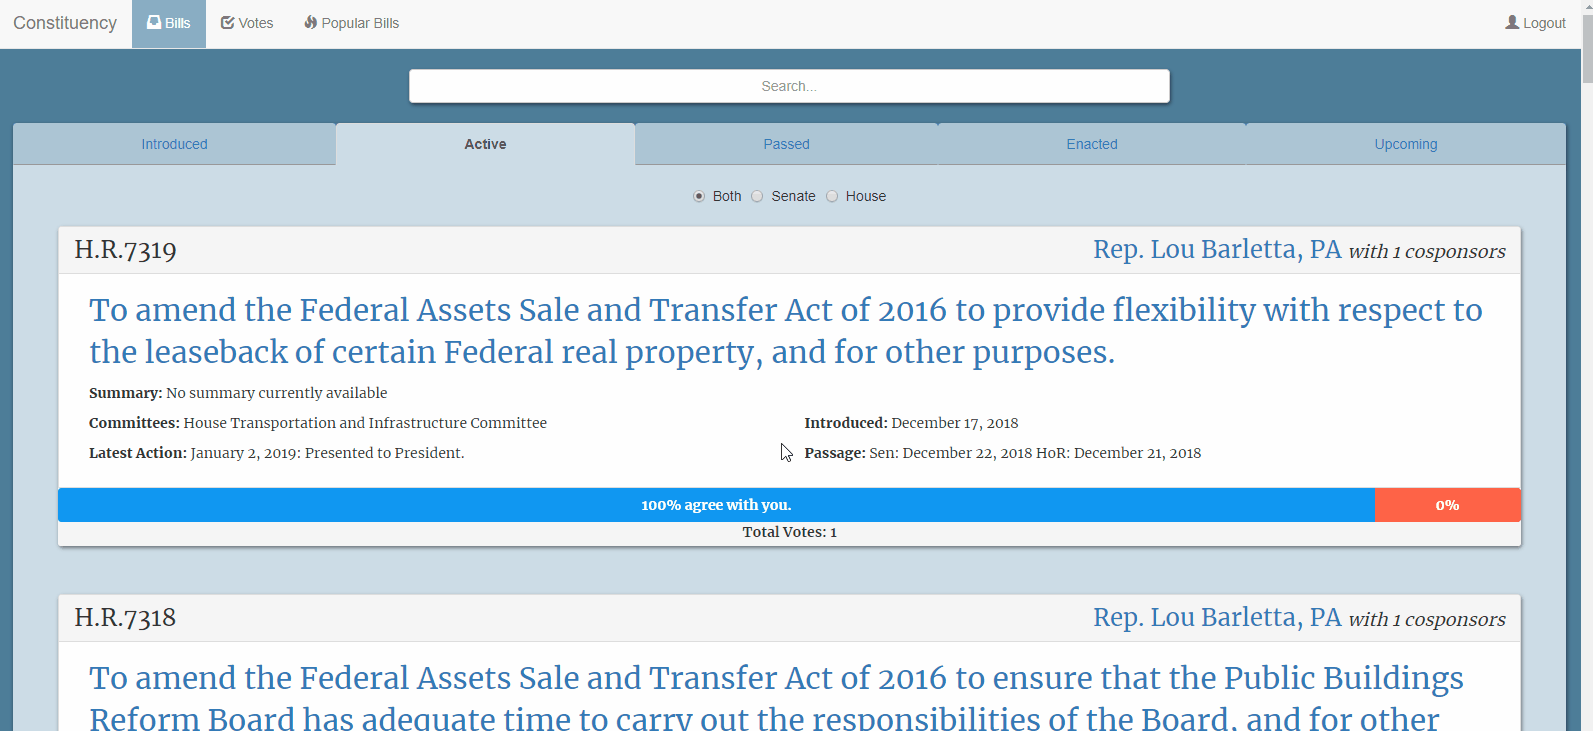 Constituency Bills Votes Popular Bills Logout
Search...
Introduced Active Passed Enacted Upcoming
Both Senate House
H.R.7319 Rep. Lou Barletta, PA with 1 cosponsors
To amend the Federal Assets Sale and Transfer Act of 2016 to provide flexibility with respect to
the leaseback of certain Federal real property, and for other purposes.
Summary: No summary currently available
Committees: House Transportation and Infrastructure Committee Introduced: December 17, 2018
Latest Action: January 2, 2019: Presented to President. Passage: Sen: December 22, 2018 HoR: December 21, 2018
100% agree with you. 0%
Total Votes: 1
H.R.7318 Rep. Lou Barletta, PA with 1 cosponsors
To amend the Federal Assets Sale and Transfer Act of 2016 to ensure that the Public Buildings
Reform Board has adequate time to carry out the responsibilities of the Board, and for other